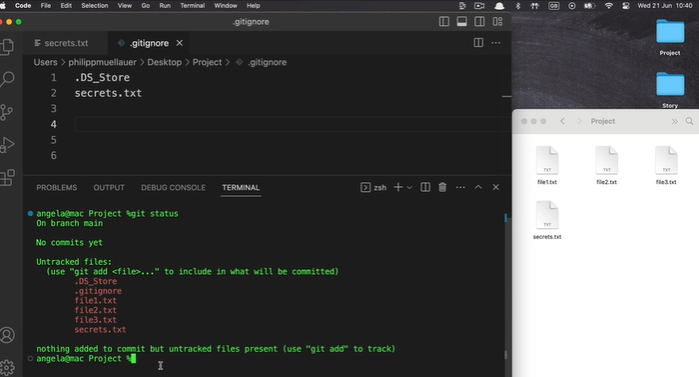 Code File Edit Selection View Go Run Terminal Window Help GB Wed 21 Jun 10:40
.gitignore
secrets.txt .gitignore
Users > philippmuellauer > Desktop > Project > .gitignore
1 .DS_Store
2 secrets.txt
3
4
5
6
PROBLEMS OUTPUT DEBUG CONSOLE TERMINAL zsh
angela@mac Project %git status
On branch main
No commits yet
Untracked files:
(use "git add <file>..." to include in what will be committed)
.DS_Store
.gitignore
file1.txt
file2.txt
file3.txt
secrets.txt
nothing added to commit but untracked files present (use "git add" to track)
angela@mac Project %
Project
Story
Project
TXT TXT TXT
file1.txt file2.txt file3.txt
TXT
secrets.txt